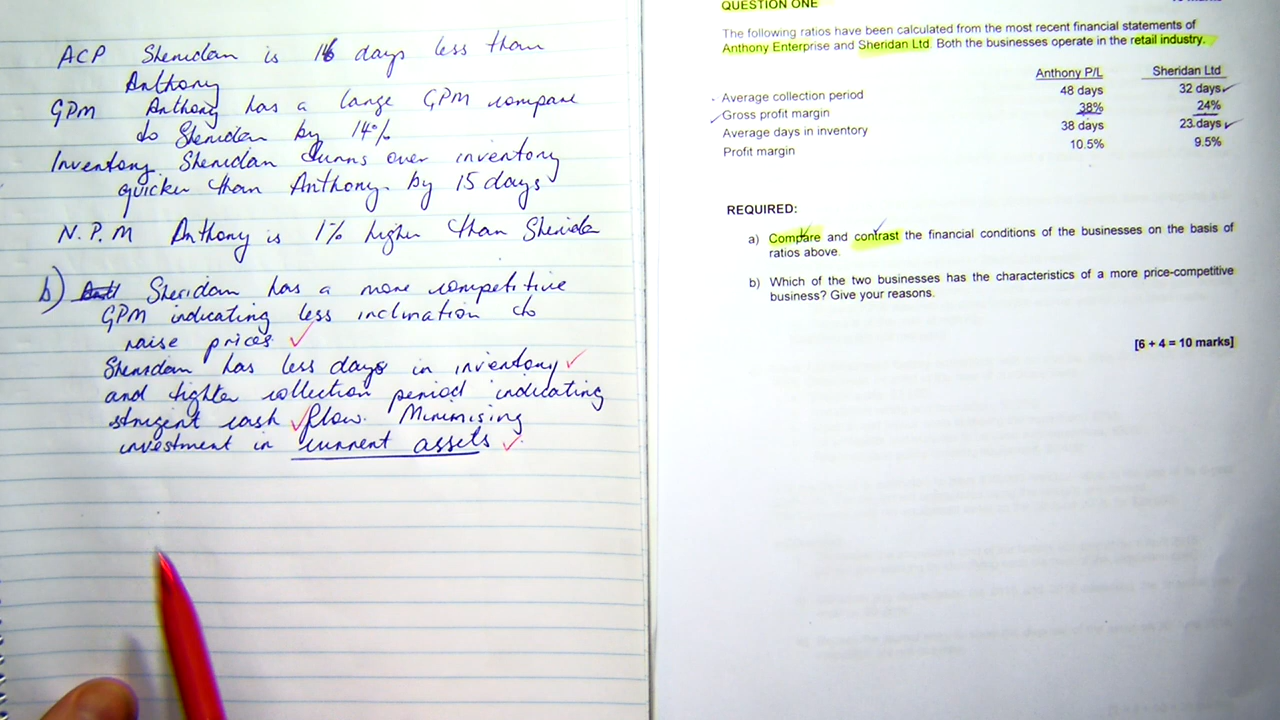 ACP Sheridan is 16 days less than
Anthony
GPM Anthony has a large GPM compare
to Sheridan by 14%
Inventory. Sheridan turns over inventory
quicker than Anthony. by 15 days
N.P.M Anthony is 1% higher than Sherida
b) Sheridan has a more competitive
GPM indicating less inclination to
raise prices.
Sheridan has less days in inventory
and tighter collection period indicating
stringent cash flow. Minimising
investment in current assets
QUESTION ONE
The following ratios have been calculated from the most recent financial statements of
Anthony Enterprise and Sheridan Ltd. Both the businesses operate in the retail industry.
Anthony P/L Sheridan Ltd
Average collection period 48 days 32 days
Gross profit margin 38% 24%
Average days in inventory 38 days 23 days
Profit margin 10.5% 9.5%
REQUIRED:
a) Compare and contrast the financial conditions of the businesses on the basis of
ratios above.
b) Which of the two businesses has the characteristics of a more price-competitive
business? Give your reasons.
[6 + 4 = 10 marks]